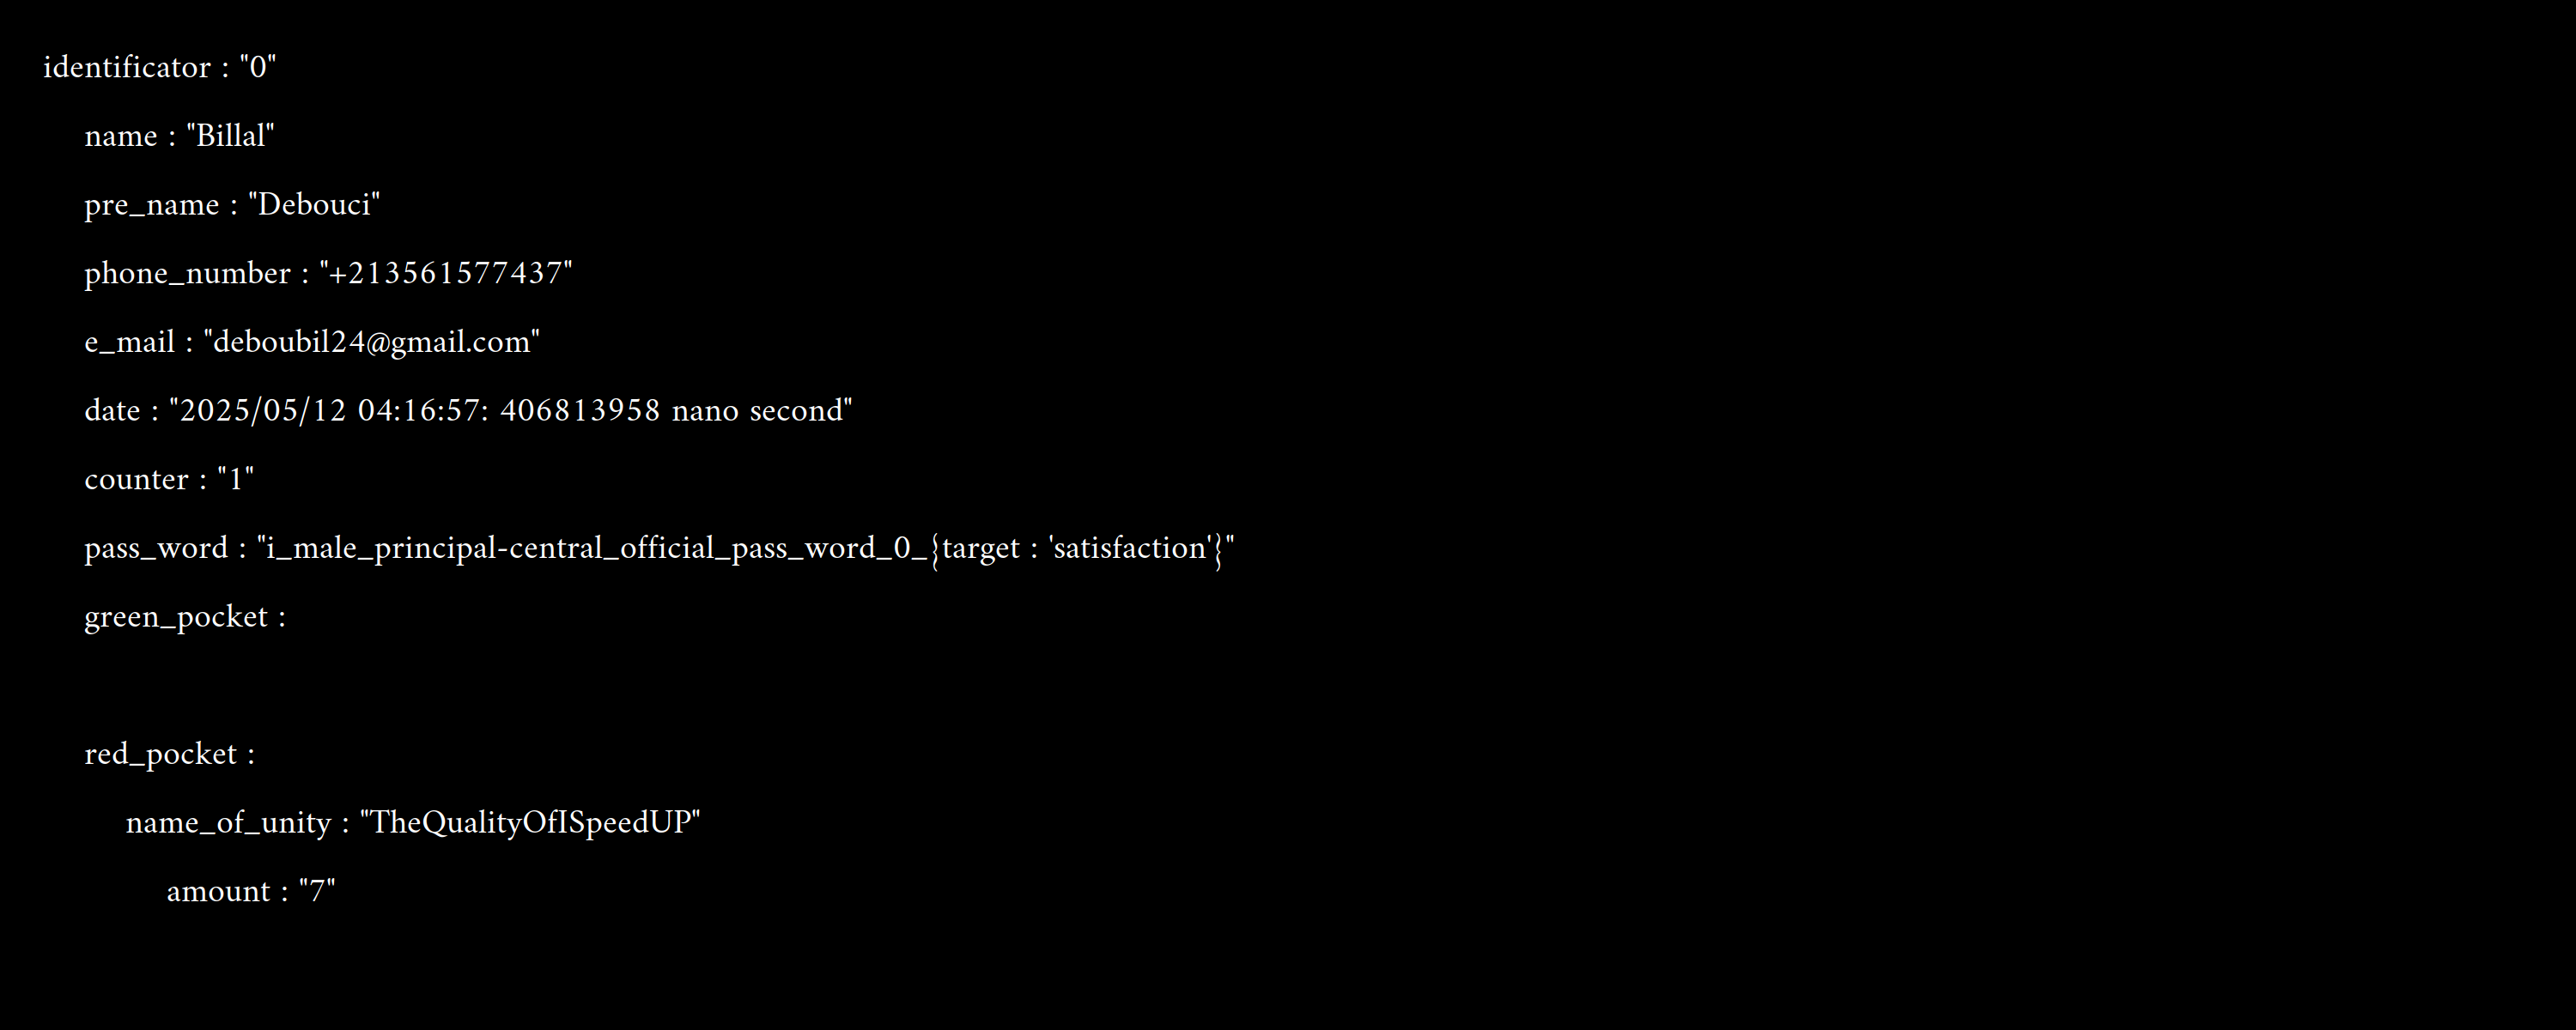 identificator : "0"
name : "Billal"
pre_name : "Debouci"
phone_number : "+213561577437"
e_mail : "deboubil24@gmail.com"
date : "2025/05/12 04:16:57: 406813958 nano second"
counter : "1"
pass_word : "i_male_principal-central_official_pass_word_0_{target : 'satisfaction'}"
green_pocket :
red_pocket :
name_of_unity : "TheQualityOfISpeedUP"
amount : "7"